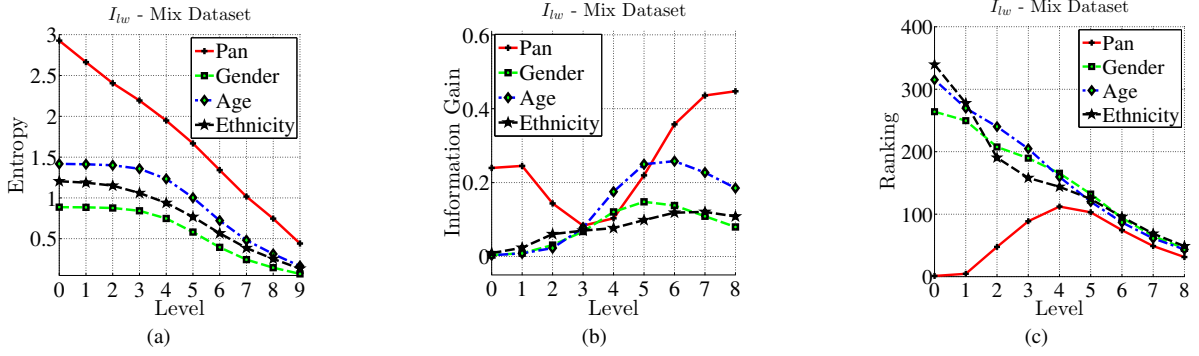 I_lw - Mix Dataset
3
2.5
2
1.5
1
0.5
Entropy
Pan
Gender
Age
Ethnicity
0 1 2 3 4 5 6 7 8 9
Level
(a)
I_lw - Mix Dataset
0.6
0.4
0.2
0
Information Gain
Pan
Gender
Age
Ethnicity
0 1 2 3 4 5 6 7 8
Level
(b)
I_lw - Mix Dataset
400
300
200
100
0
Ranking
Pan
Gender
Age
Ethnicity
0 1 2 3 4 5 6 7 8
Level
(c)